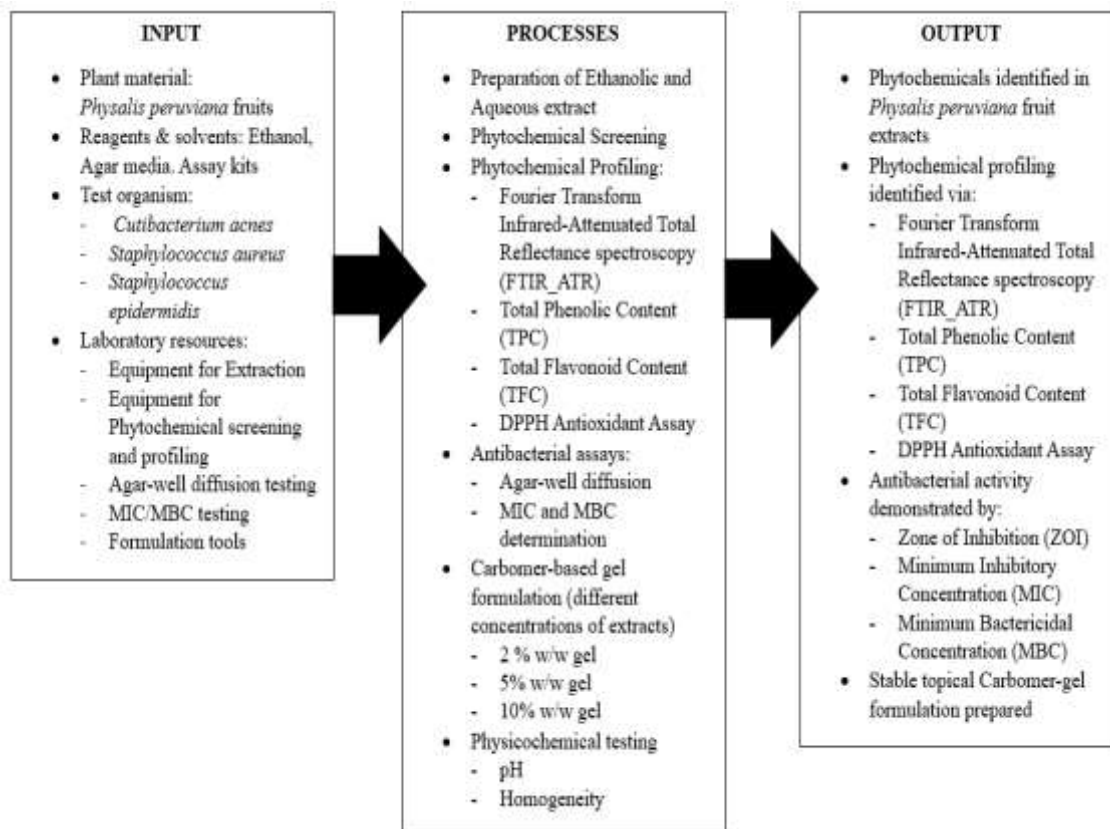 INPUT
• Plant material:
Physalis peruviana fruits
• Reagents & solvents: Ethanol,
Agar media. Assay kits
• Test organism:
- Cutibacterium acnes
- Staphylococcus aureus
- Staphylococcus
epidermidis
• Laboratory resources:
- Equipment for Extraction
- Equipment for
Phytochemical screening
and profiling
- Agar-well diffusion testing
- MIC/MBC testing
- Formulation tools
PROCESSES
• Preparation of Ethanolic and
Aqueous extract
• Phytochemical Screening
• Phytochemical Profiling:
- Fourier Transform
Infrared-Attenuated Total
Reflectance spectroscopy
(FTIR_ATR)
- Total Phenolic Content
(TPC)
- Total Flavonoid Content
(TFC)
- DPPH Antioxidant Assay
• Antibacterial assays:
- Agar-well diffusion
- MIC and MBC
determination
• Carbomer-based gel
formulation (different
concentrations of extracts)
- 2 % w/w gel
- 5% w/w gel
- 10% w/w gel
• Physicochemical testing
- pH
- Homogeneity
OUTPUT
• Phytochemicals identified in
Physalis peruviana fruit
extracts
• Phytochemical profiling
identified via:
- Fourier Transform
Infrared-Attenuated Total
Reflectance spectroscopy
(FTIR_ATR)
- Total Phenolic Content
(TPC)
- Total Flavonoid Content
(TFC)
- DPPH Antioxidant Assay
• Antibacterial activity
demonstrated by:
- Zone of Inhibition (ZOI)
- Minimum Inhibitory
Concentration (MIC)
- Minimum Bactericidal
Concentration (MBC)
• Stable topical Carbomer-gel
formulation prepared